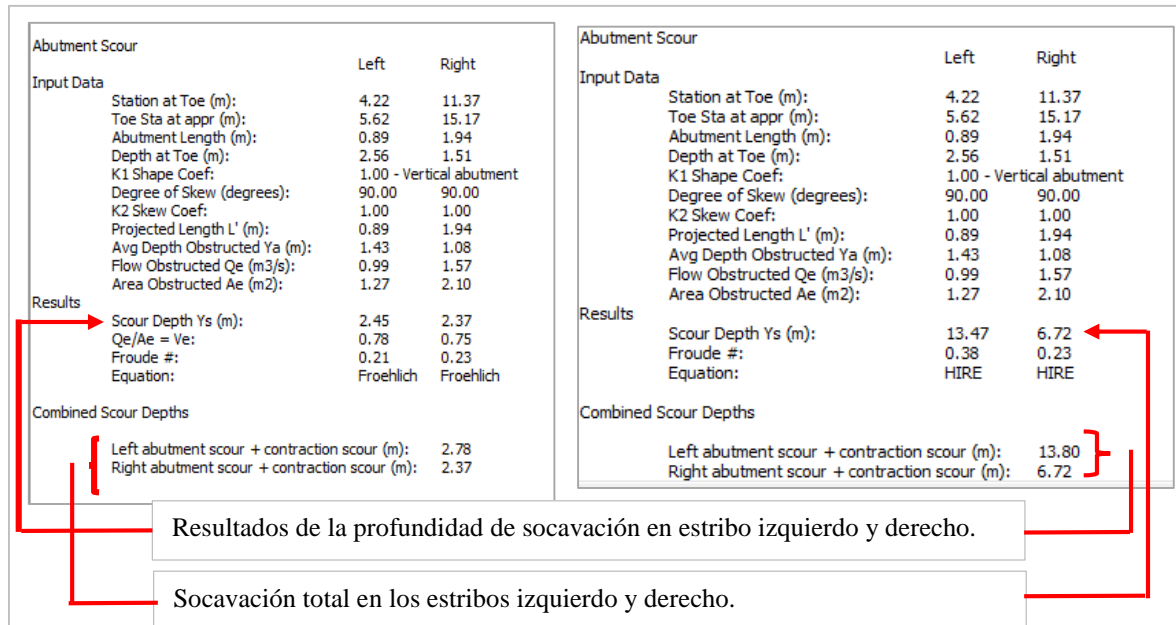 Abutment Scour
Left Right
Input Data
Station at Toe (m): 4.22 11.37
Toe Sta at appr (m): 5.62 15.17
Abutment Length (m): 0.89 1.94
Depth at Toe (m): 2.56 1.51
K1 Shape Coef: 1.00 - Vertical abutment
Degree of Skew (degrees): 90.00 90.00
K2 Skew Coef: 1.00 1.00
Projected Length L' (m): 0.89 1.94
Avg Depth Obstructed Ya (m): 1.43 1.08
Flow Obstructed Qe (m3/s): 0.99 1.57
Area Obstructed Ae (m2): 1.27 2.10
Results
Scour Depth Ys (m): 2.45 2.37
Qe/Ae = Ve: 0.78 0.75
Froude #: 0.21 0.23
Equation: Froehlich Froehlich
Combined Scour Depths
Left abutment scour + contraction scour (m): 2.78
Right abutment scour + contraction scour (m): 2.37
Abutment Scour
Left Right
Input Data
Station at Toe (m): 4.22 11.37
Toe Sta at appr (m): 5.62 15.17
Abutment Length (m): 0.89 1.94
Depth at Toe (m): 2.56 1.51
K1 Shape Coef: 1.00 - Vertical abutment
Degree of Skew (degrees): 90.00 90.00
K2 Skew Coef: 1.00 1.00
Projected Length L' (m): 0.89 1.94
Avg Depth Obstructed Ya (m): 1.43 1.08
Flow Obstructed Qe (m3/s): 0.99 1.57
Area Obstructed Ae (m2): 1.27 2.10
Results
Scour Depth Ys (m): 13.47 6.72
Froude #: 0.38 0.23
Equation: HIRE HIRE
Combined Scour Depths
Left abutment scour + contraction scour (m): 13.80
Right abutment scour + contraction scour (m): 6.72
Resultados de la profundidad de socavación en estribo izquierdo y derecho.
Socavación total en los estribos izquierdo y derecho.